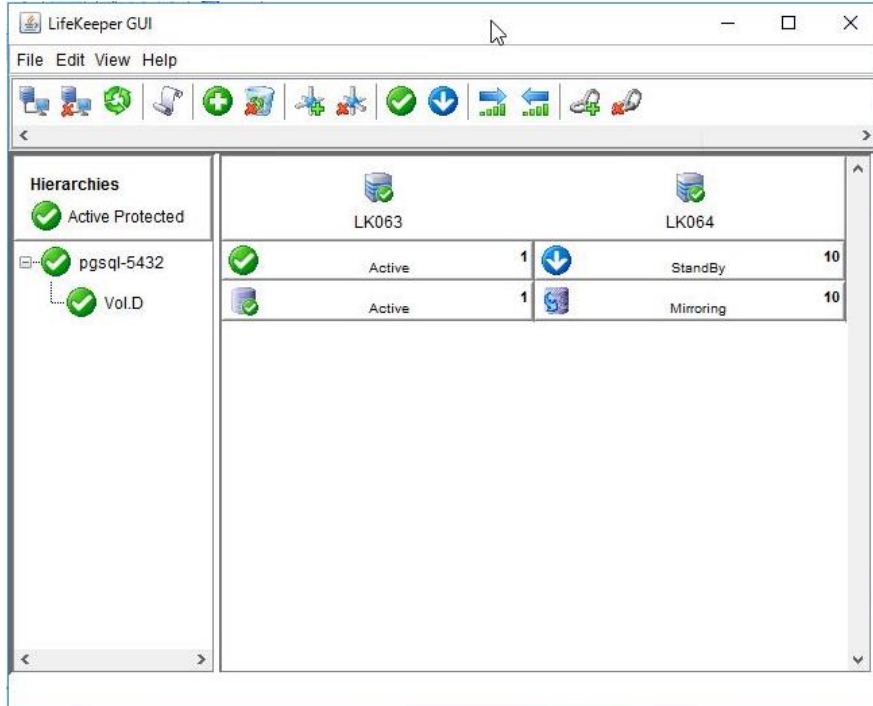 LifeKeeper GUI
File Edit View Help
Hierarchies
Active Protected
LK063
LK064
pgsql-5432
Active 1
StandBy 10
Vol.D
Active 1
Mirroring 10